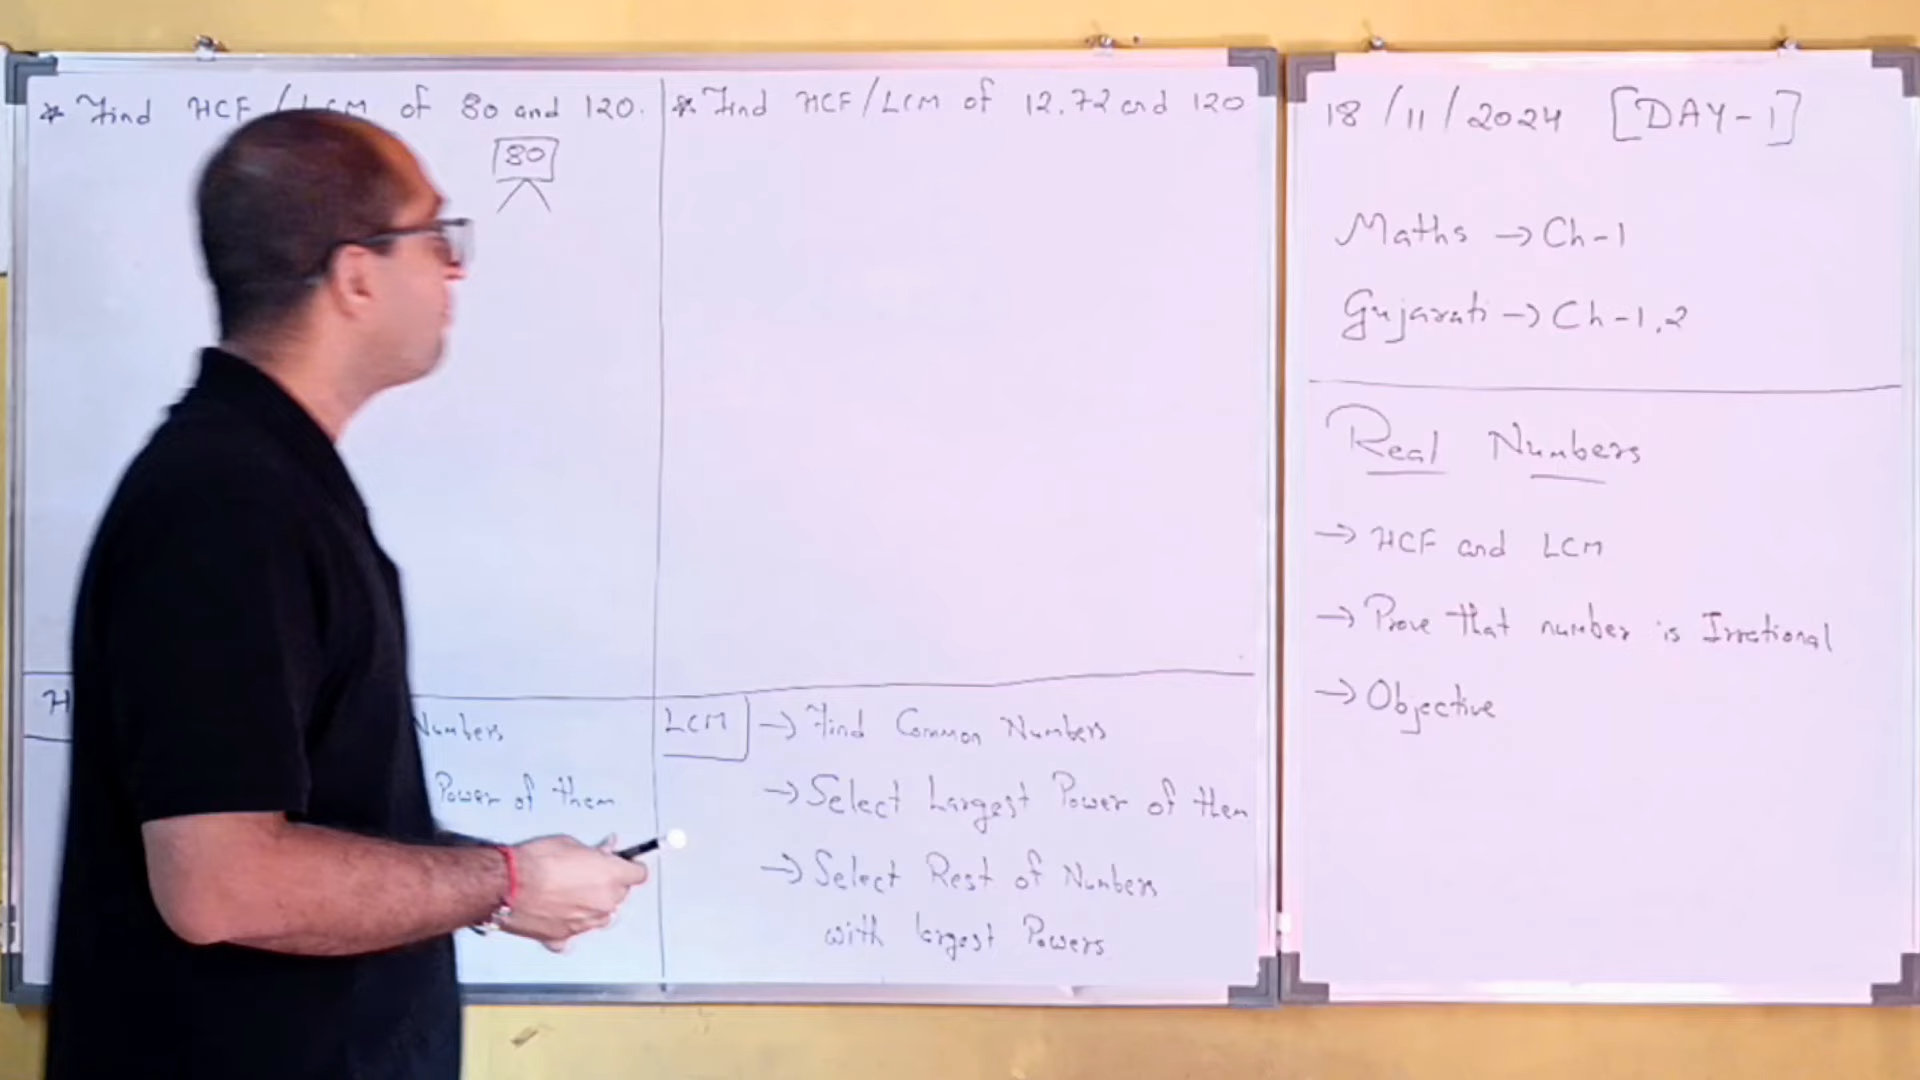 * Find HCF / LCM of 80 and 120.
80
H
Numbers
Power of them
* Find HCF / LCM of 12, 72 and 120
LCM → Find Common Numbers
→ Select Largest Power of them
→ Select Rest of Numbers
with largest Powers
18 / 11 / 2024 [DAY-1]
Maths → Ch-1
Gujarati → Ch-1,2
Real Numbers
→ HCF and LCM
→ Prove that number is Irrational
→ Objective